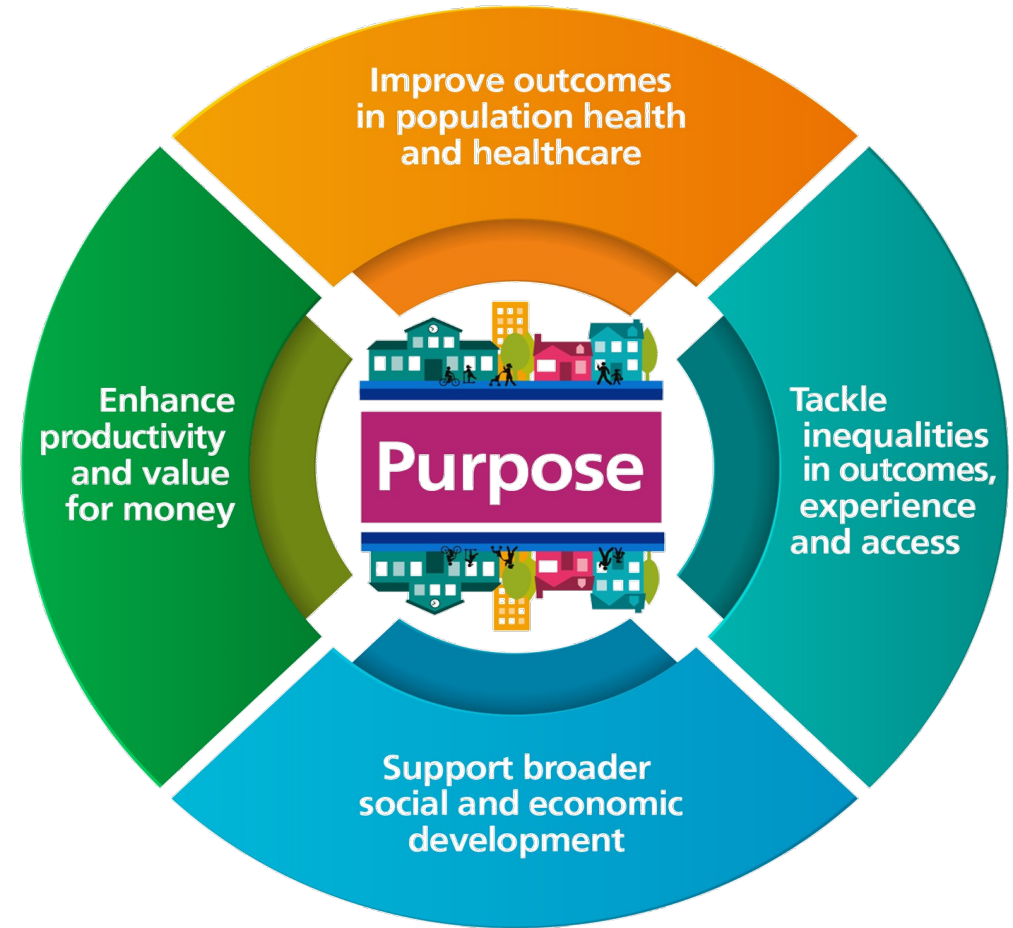 Improve outcomes
in population health
and healthcare
Tackle
inequalities
in outcomes,
experience
and access
Support broader
social and economic
development
Enhance
productivity
and value
for money
Purpose